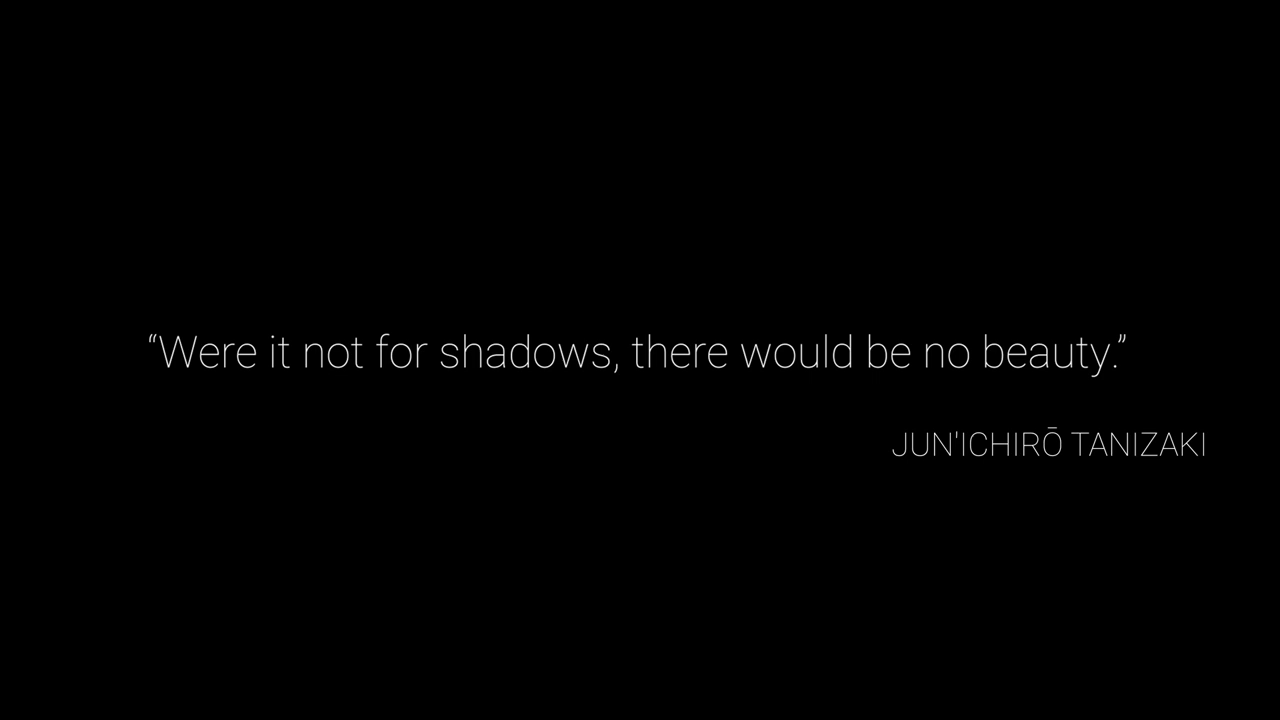 “Were it not for shadows, there would be no beauty.”
JUN'ICHIRŌ TANIZAKI